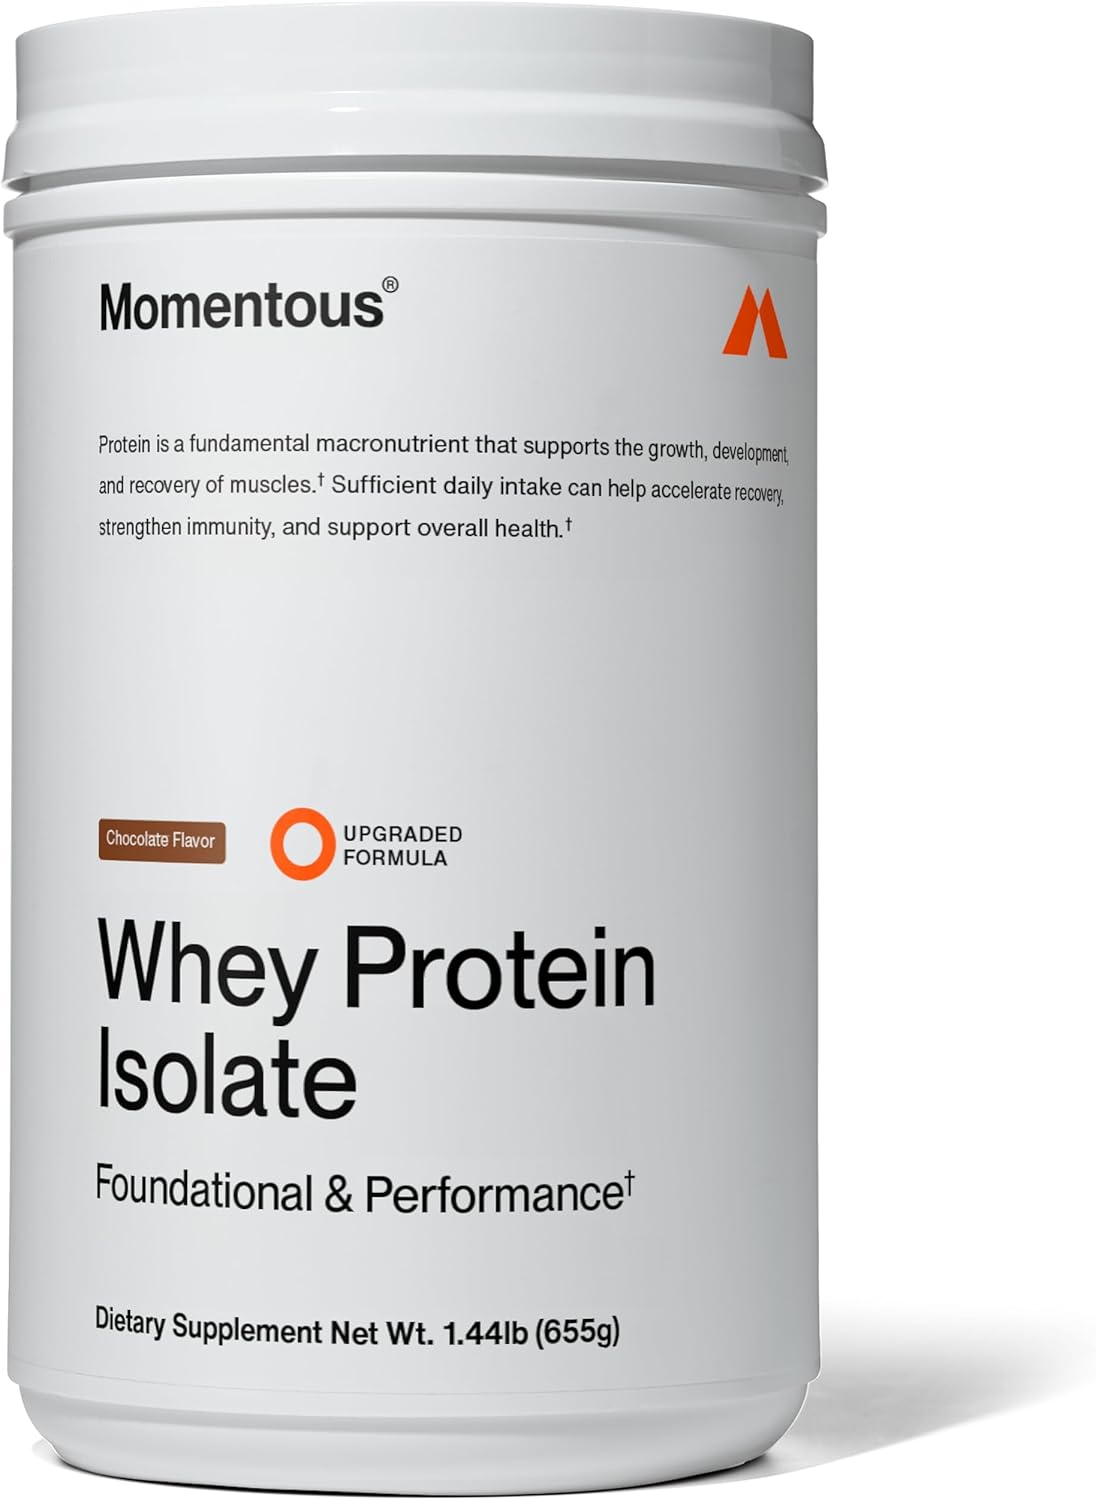 Momentous®
Protein is a fundamental macronutrient that supports the growth, development,
and recovery of muscles.† Sufficient daily intake can help accelerate recovery,
strengthen immunity, and support overall health.†
Chocolate Flavor
UPGRADED
FORMULA
Whey Protein
Isolate
Foundational & Performance†
Dietary Supplement Net Wt. 1.44lb (655g)